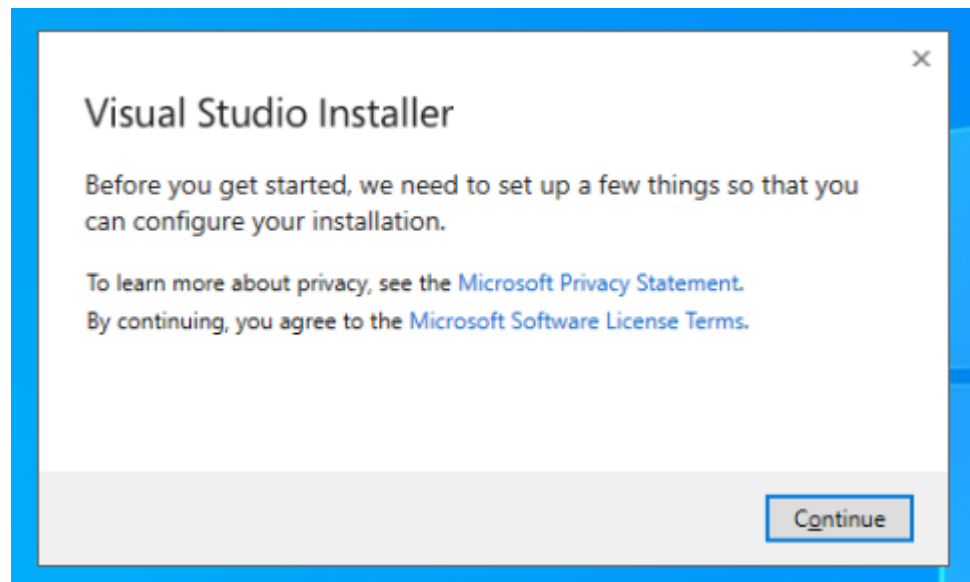 Visual Studio Installer
Before you get started, we need to set up a few things so that you
can configure your installation.
To learn more about privacy, see the Microsoft Privacy Statement.
By continuing, you agree to the Microsoft Software License Terms.
Continue